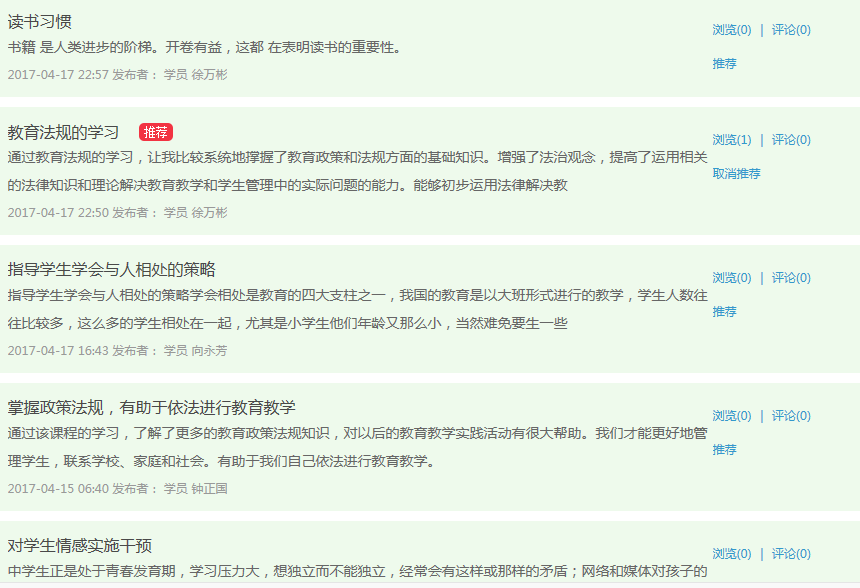 读书习惯
浏览(0) | 评论(0)
书籍 是人类进步的阶梯。开卷有益，这都 在表明读书的重要性。
推荐
2017-04-17 22:57 发布者： 学员 徐万彬
教育法规的学习 推荐
浏览(1) | 评论(0)
通过教育法规的学习，让我比较系统地撑握了教育政策和法规方面的基础知识。增强了法治观念，提高了运用相关
取消推荐
的法律知识和理论解决教育教学和学生管理中的实际问题的能力。能够初步运用法律解决教
2017-04-17 22:50 发布者： 学员 徐万彬
指导学生学会与人相处的策略
浏览(0) | 评论(0)
指导学生学会与人相处的策略学会相处是教育的四大支柱之一，我国的教育是以大班形式进行的教学，学生人数往
推荐
往比较多，这么多的学生相处在一起，尤其是小学生他们年龄又那么小，当然难免要生一些
2017-04-17 16:43 发布者： 学员 向永芳
掌握政策法规，有助于依法进行教育教学
浏览(0) | 评论(0)
通过该课程的学习，了解了更多的教育政策法规知识，对以后的教育教学实践活动有很大帮助。我们才能更好地管
推荐
理学生，联系学校、家庭和社会。有助于我们自己依法进行教育教学。
2017-04-15 06:40 发布者： 学员 钟正国
对学生情感实施干预
浏览(0) | 评论(0)
中学生正是处于青春发育期，学习压力大，想独立而不能独立，经常会有这样或那样的矛盾；网络和媒体对孩子的